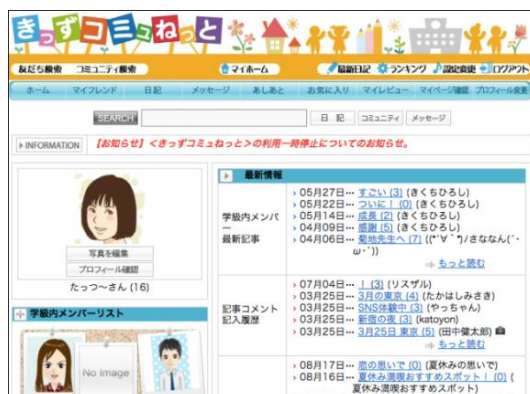 きっずコミュねっと
友だち検索 コミュニティ検索 マイホーム 最新日記 ランキング 設定変更 ログアウト
ホーム マイフレンド 日記 メッセージ あしあと お気に入り マイレビュー マイページ確認 プロフィール変更
SEARCH 日記 コミュニティ メッセージ
INFORMATION 【お知らせ】<きっずコミュねっと>の利用一時停止についてのお知らせ。
写真を編集
プロフィール確認
たっつ〜さん (16)
学級内メンバーリスト
No Image
最新情報
学級内メンバ
ー
最新記事
05月27日… すごい (3) (きくちひろし)
05月22日… ついに! (0) (きくちひろし)
05月14日… 成長 (2) (きくちひろし)
04月09日… 感謝 (5) (きくちひろし)
04月06日… 菊地先生へ (7) ((*´∀`*)ﾉさななん(´-
ω・`))
もっと読む
記事コメント
記入履歴
07月04日… ! (3) (リスザル)
03月25日… 3月の東京 (4) (たかはしみさき)
03月25日… SNS体験中 (3) (やっちゃん)
03月25日… 新宿の夜 (3) (katoyon)
03月25日… 3月25日 東京 (5) (田中健太郎)
もっと読む
08月17日… 恋の思いで (0) (夏休みの思いで)
08月16日… 夏休み満喫おすすめスポット! (0) (
夏休み満喫おすすめスポット)